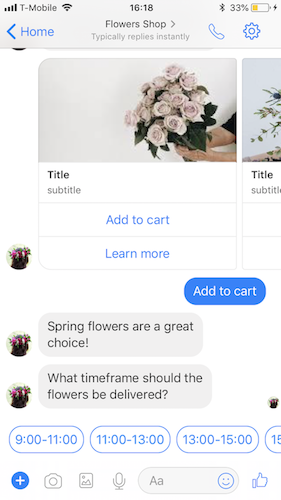 T-Mobile 16:18 33%
Home Flowers Shop
Typically replies instantly
Title
subtitle
Title
subtitle
Add to cart
Learn more
Add to cart
Spring flowers are a great
choice!
What timeframe should the
flowers be delivered?
9:00-11:00 11:00-13:00 13:00-15:00 15
Aa